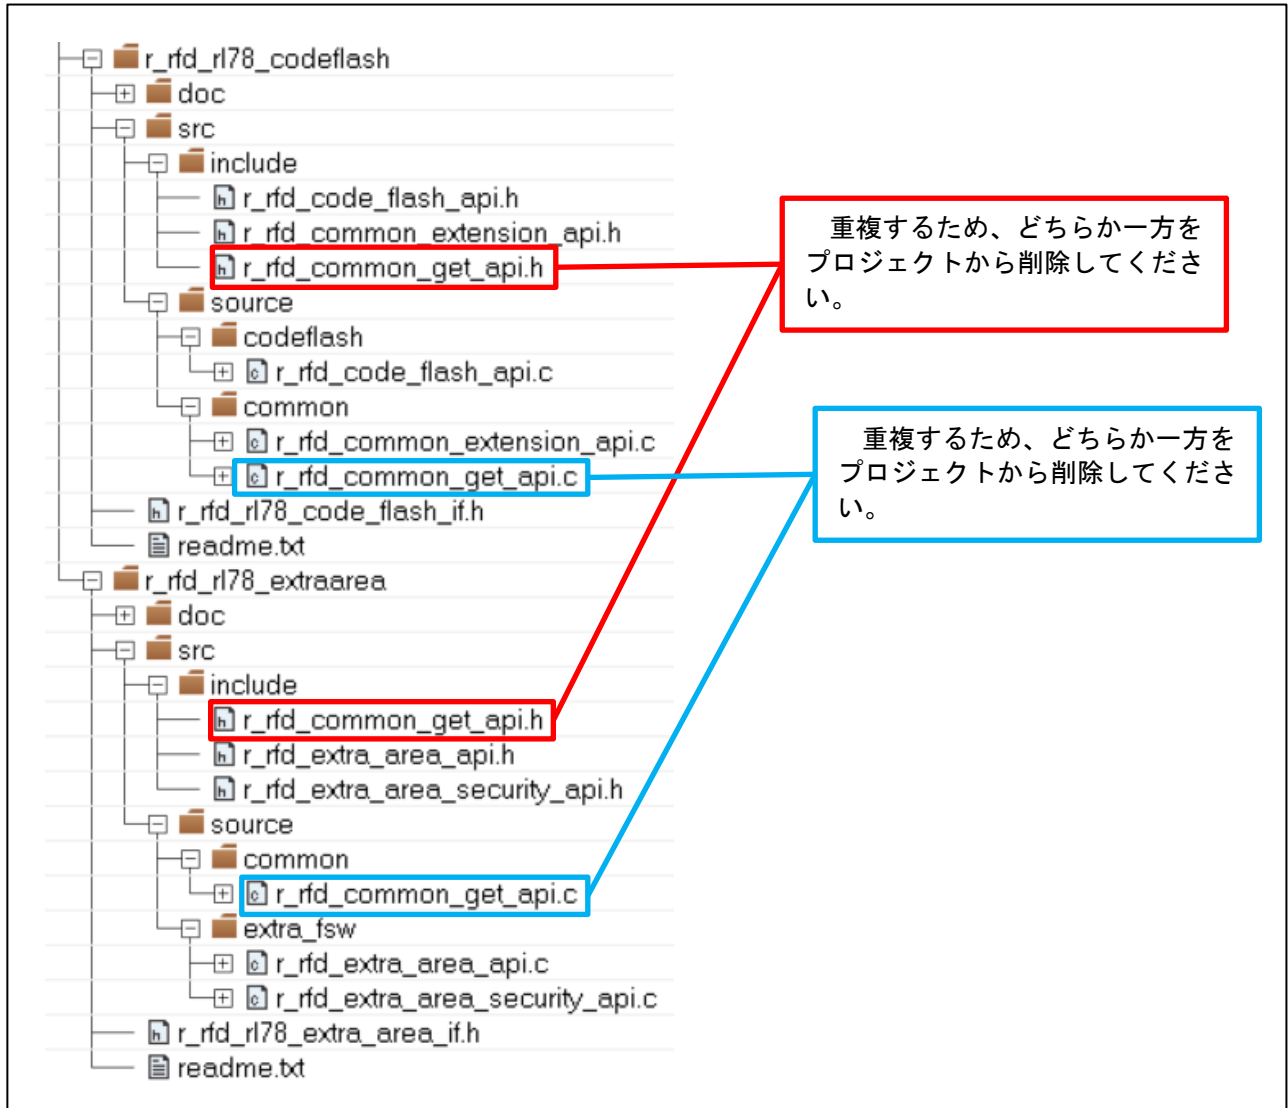 r_rfd_rl78_codeflash
doc
src
include
r_rfd_code_flash_api.h
r_rfd_common_extension_api.h
r_rfd_common_get_api.h
source
codeflash
r_rfd_code_flash_api.c
common
r_rfd_common_extension_api.c
r_rfd_common_get_api.c
r_rfd_rl78_code_flash_if.h
readme.txt
r_rfd_rl78_extraarea
doc
src
include
r_rfd_common_get_api.h
r_rfd_extra_area_api.h
r_rfd_extra_area_security_api.h
source
common
r_rfd_common_get_api.c
extra_fsw
r_rfd_extra_area_api.c
r_rfd_extra_area_security_api.c
r_rfd_rl78_extra_area_if.h
readme.txt
重複するため、どちらか一方を
プロジェクトから削除してくださ
い。
重複するため、どちらか一方を
プロジェクトから削除してくださ
い。